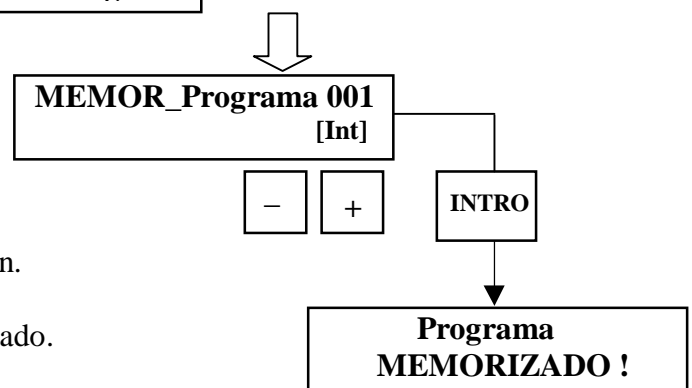 MEMOR_Programa 001
[Int]
− +
INTRO
n.
ado.
Programa
MEMORIZADO !